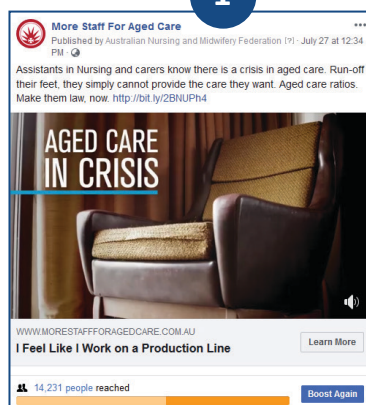 1
More Staff For Aged Care
Published by Australian Nursing and Midwifery Federation [?] · July 27 at 12:34
PM ·
Assistants in Nursing and carers know there is a crisis in aged care. Run-off
their feet, they simply cannot provide the care they want. Aged care ratios.
Make them law, now. http://bit.ly/2BNUPh4
AGED CARE
IN CRISIS
WWW.MORESTAFFFORAGEDCARE.COM.AU
I Feel Like I Work on a Production Line
Learn More
14,231 people reached
Boost Again